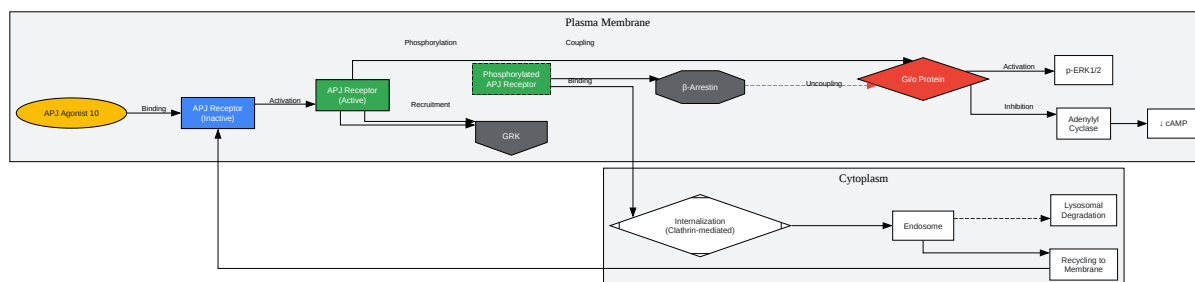 Plasma Membrane
Phosphorylation
Coupling
APJ Agonist 10
Binding
APJ Receptor
(Inactive)
Activation
APJ Receptor
(Active)
Recruitment
Phosphorylated
APJ Receptor
GRK
Binding
β-Arrestin
Uncoupling
Gi/o Protein
Activation
p-ERK1/2
Inhibition
Adenylyl
Cyclase
↓ cAMP
Cytoplasm
Internalization
(Clathrin-mediated)
Endosome
Lysosomal
Degradation
Recycling to
Membrane